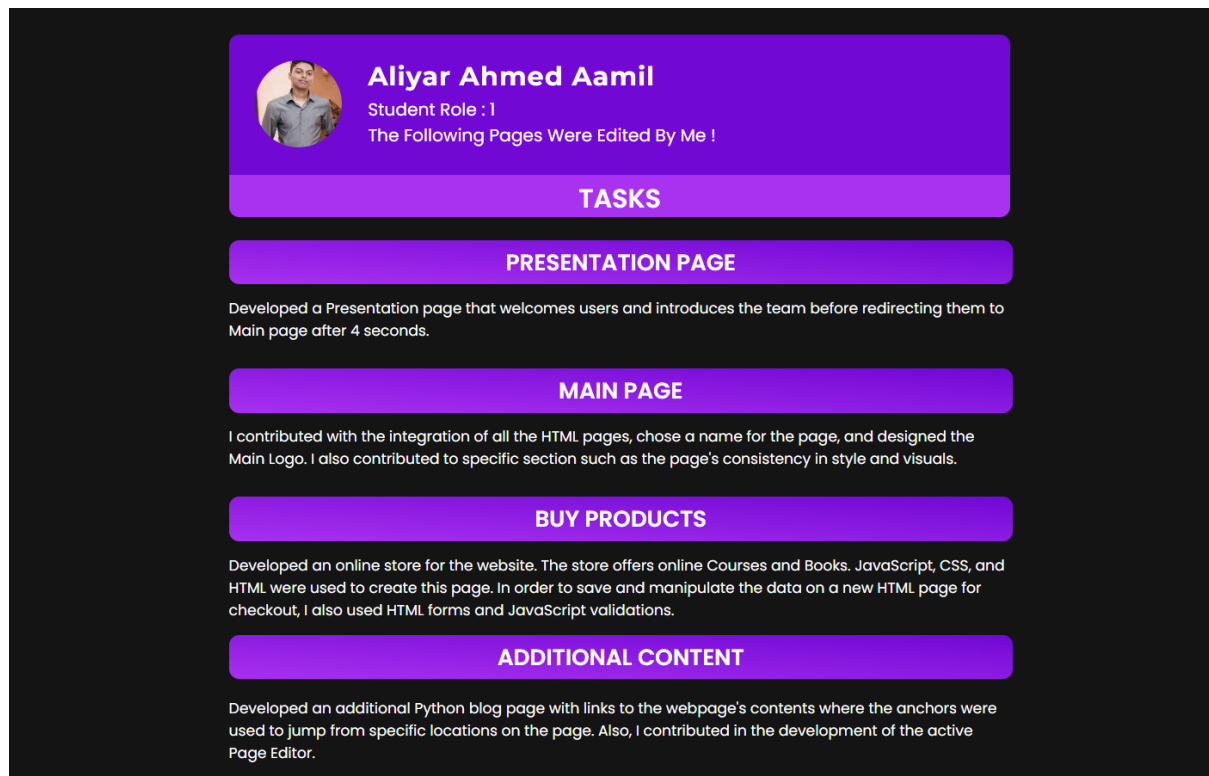 Aliyar Ahmed Aamil
Student Role : 1
The Following Pages Were Edited By Me !
TASKS
PRESENTATION PAGE
Developed a Presentation page that welcomes users and introduces the team before redirecting them to
Main page after 4 seconds.
MAIN PAGE
I contributed with the integration of all the HTML pages, chose a name for the page, and designed the
Main Logo. I also contributed to specific section such as the page's consistency in style and visuals.
BUY PRODUCTS
Developed an online store for the website. The store offers online Courses and Books. JavaScript, CSS, and
HTML were used to create this page. In order to save and manipulate the data on a new HTML page for
checkout, I also used HTML forms and JavaScript validations.
ADDITIONAL CONTENT
Developed an additional Python blog page with links to the webpage's contents where the anchors were
used to jump from specific locations on the page. Also, I contributed in the development of the active
Page Editor.